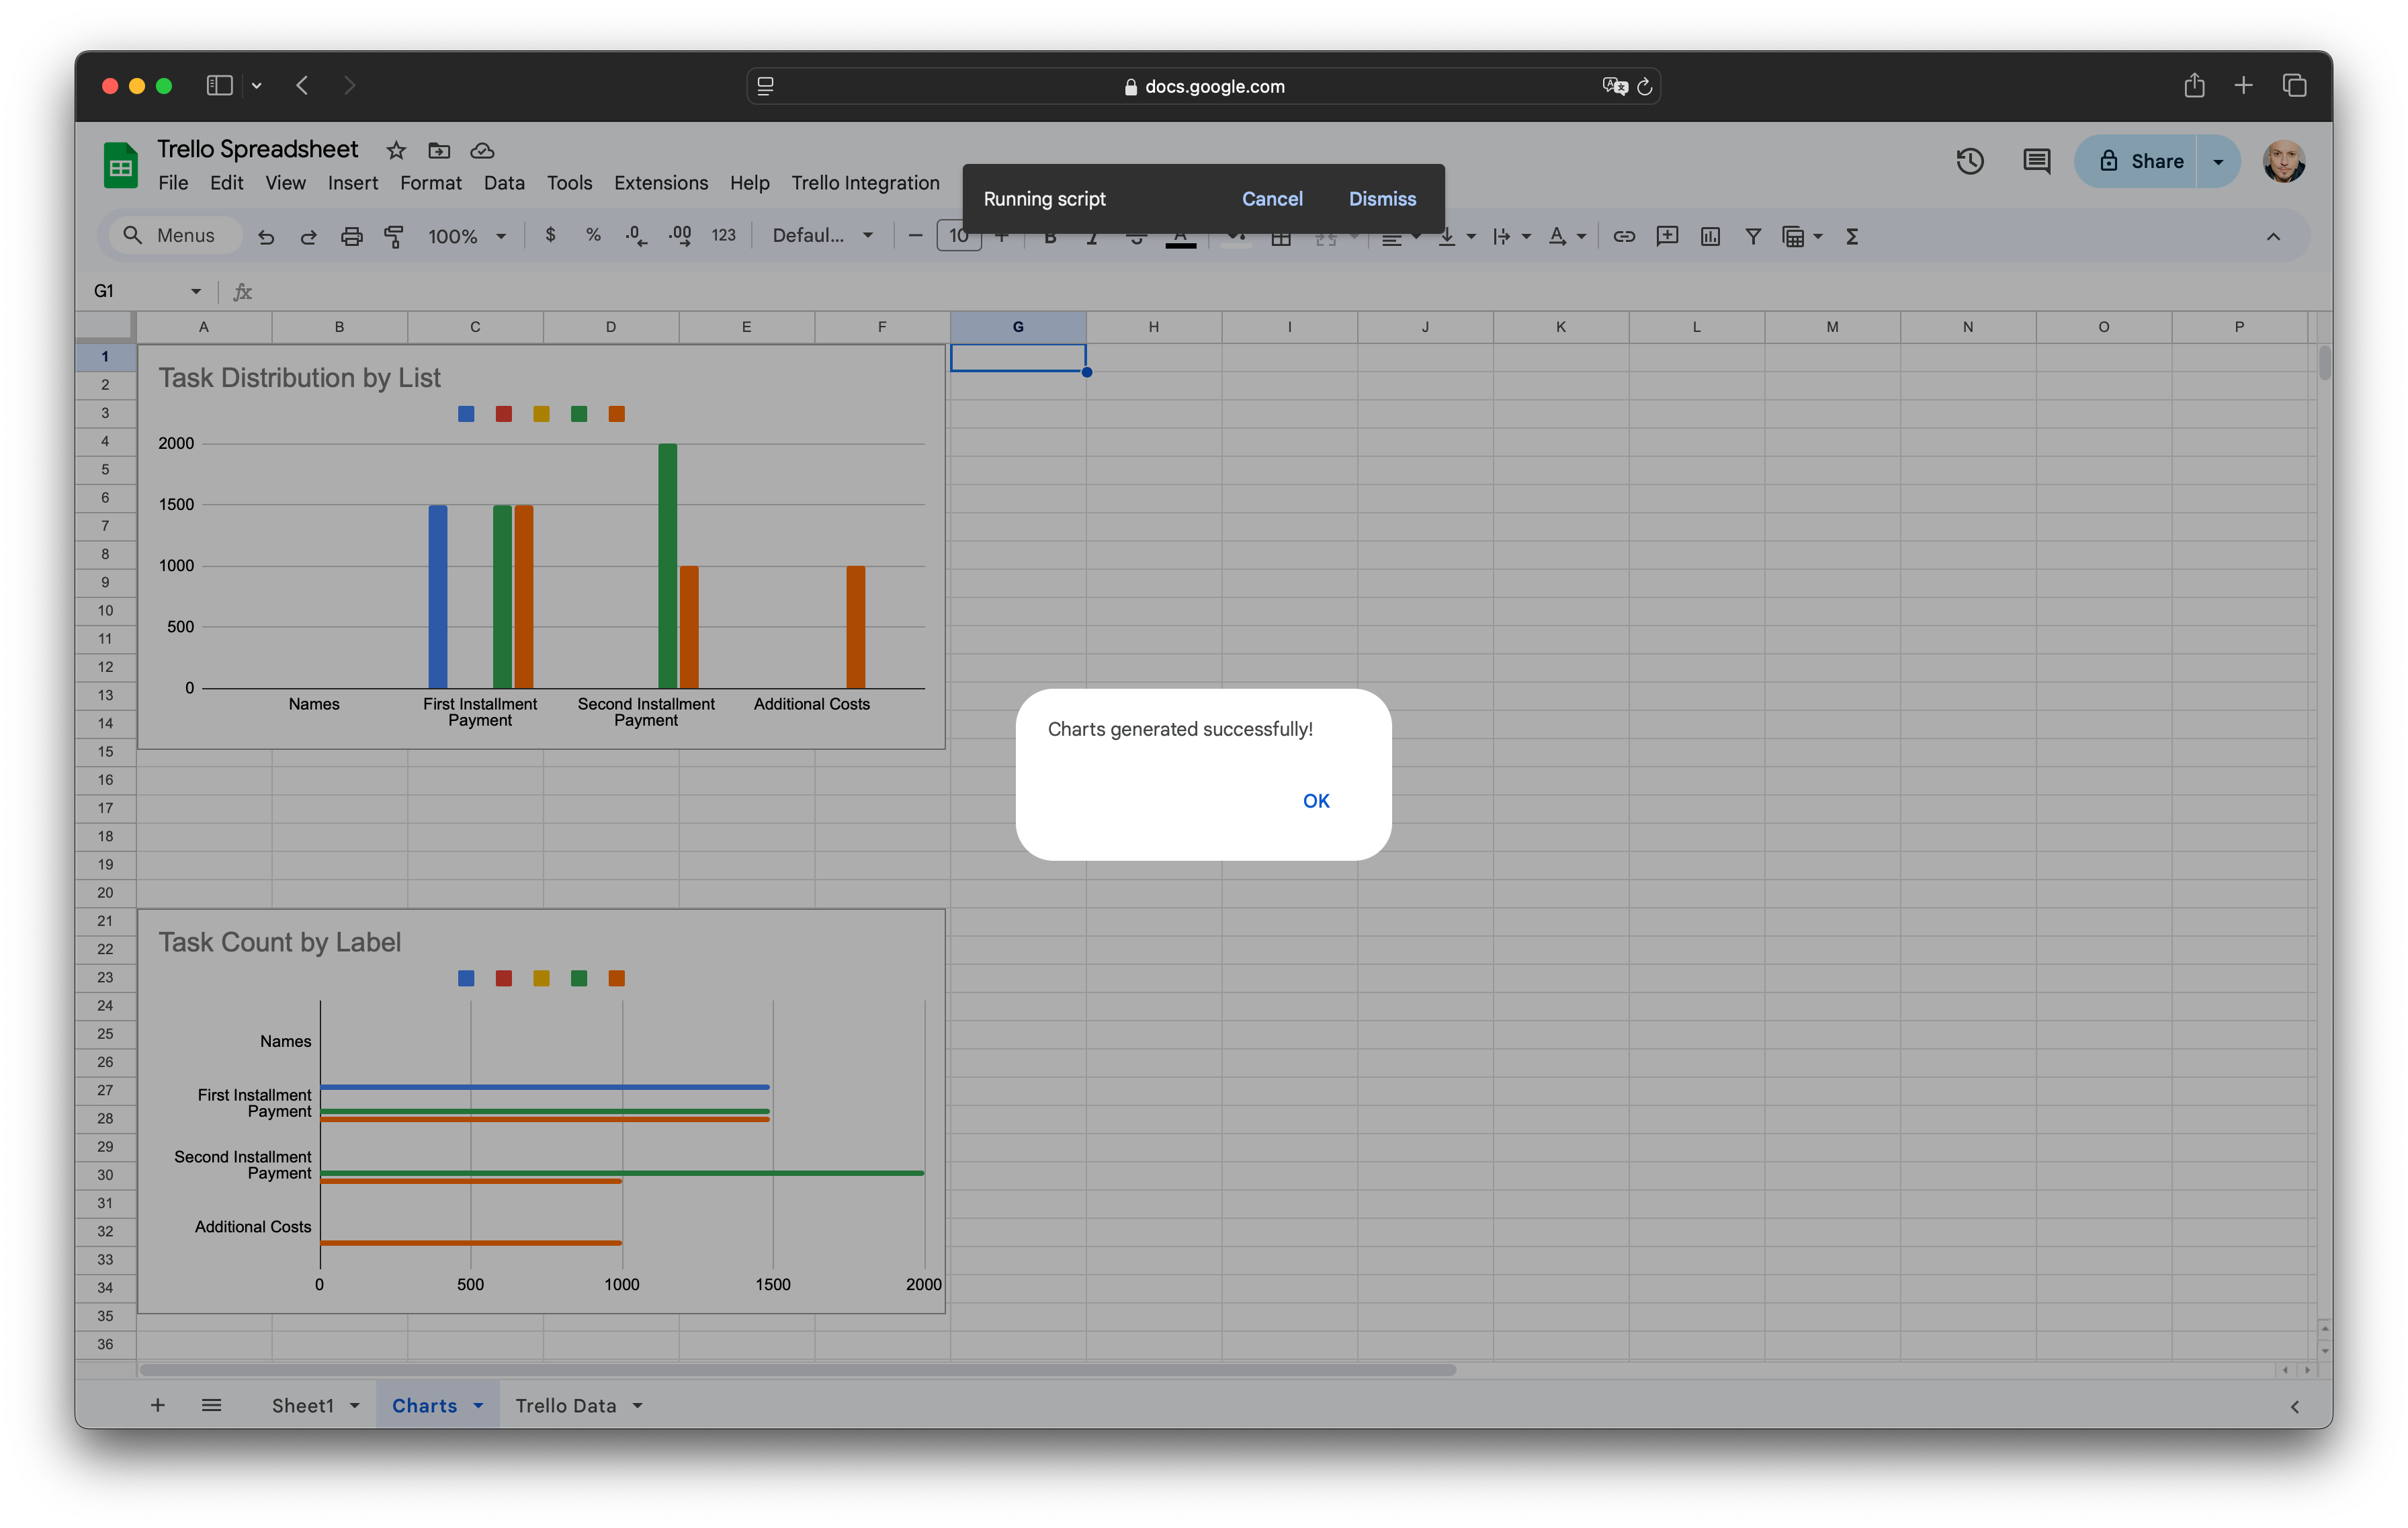 docs.google.com
Trello Spreadsheet
File Edit View Insert Format Data Tools Extensions Help Trello Integration
Share
Running script Cancel Dismiss
Menus 100% $ % .0 .00 123 Defaul... 10 B I S A A Σ
G1 fx
A B C D E F G H I J K L M N O P
1
2
3
4
5
6
7
8
9
10
11
12
13
14
15
16
17
18
19
20
21
22
23
24
25
26
27
28
29
30
31
32
33
34
35
36
Task Distribution by List
2000
1500
1000
500
0
Names
First Installment
Payment
Second Installment
Payment
Additional Costs
Charts generated successfully!
OK
Task Count by Label
Names
First Installment
Payment
Second Installment
Payment
Additional Costs
0 500 1000 1500 2000
Sheet1 Charts Trello Data